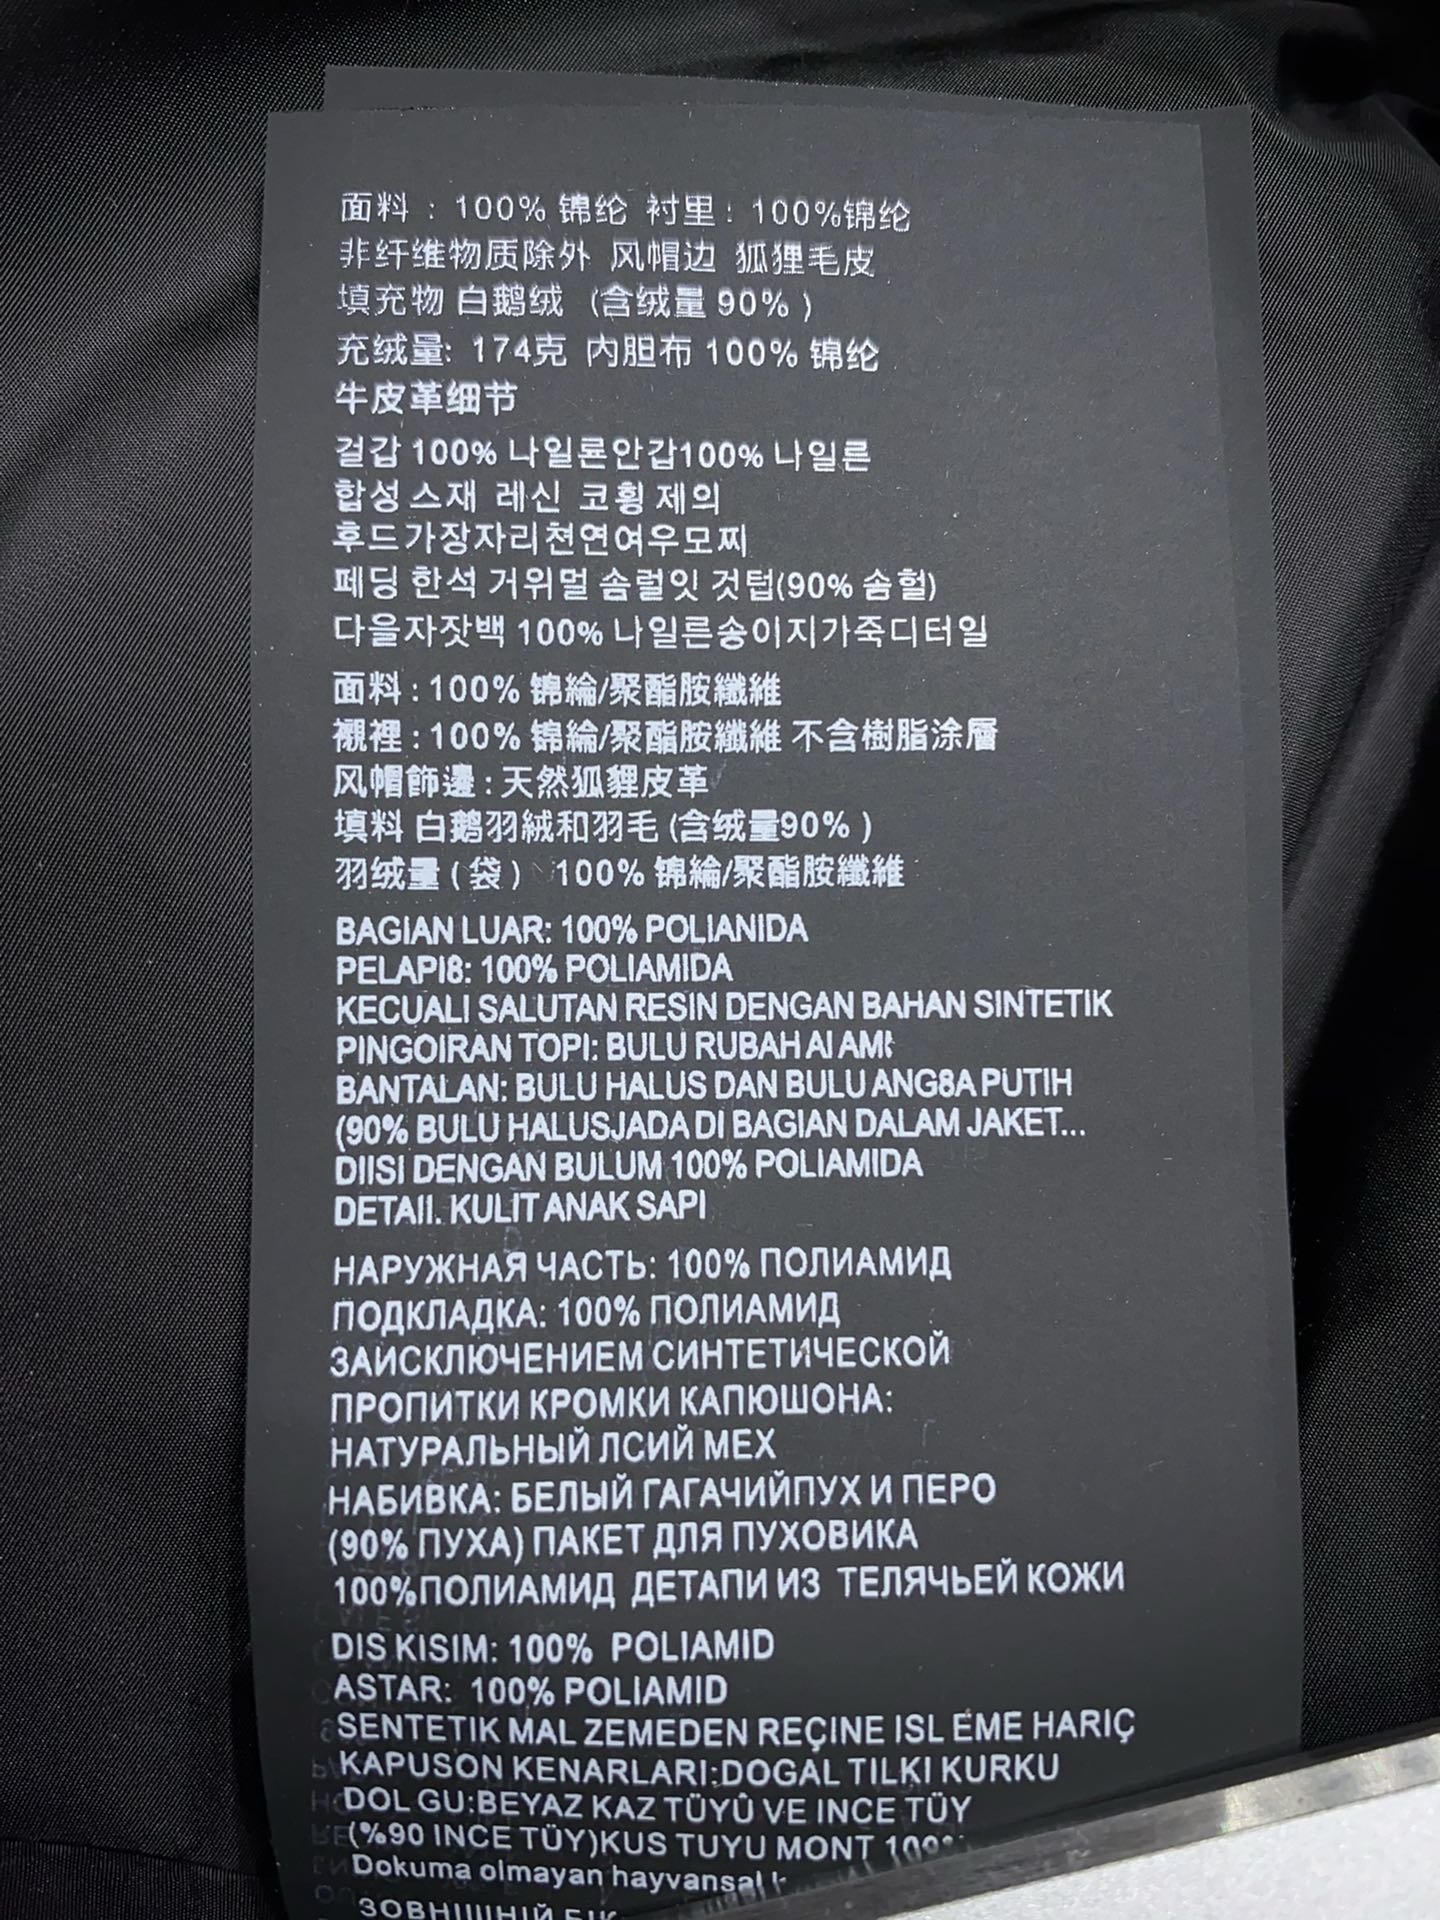 面料：100% 锦纶 衬里：100%锦纶
非纤维物质除外 风帽边 狐狸毛皮
填充物 白鹅绒 (含绒量 90% )
充绒量: 174克 内胆布 100% 锦纶
牛皮革细节
걸감 100% 나일론안감100% 나일른
합성 스재 레신 코횡 제의
후드가장자리천연여우모찌
페딩 한석 거위멀 솜럴잇 것텁(90% 솜헐)
다을자잣백 100% 나일른송이지가죽디터일
面料 : 100% 锦綸/聚酯胺纖維
襯裡 : 100% 锦綸/聚酯胺纖維 不含樹脂涂層
风帽飾邊 : 天然狐貍皮革
填料 白鵝羽絨和羽毛 (含绒量90% )
羽绒量 ( 袋 ) 100% 锦綸/聚酯胺纖維
BAGIAN LUAR: 100% POLIANIDA
PELAPI8: 100% POLIAMIDA
KECUALI SALUTAN RESIN DENGAN BAHAN SINTETIK
PINGOIRAN TOPI: BULU RUBAH
BANTALAN: BULU HALUS DAN BULU ANG8A PUTIH
(90% BULU HALUSJADA DI BAGIAN DALAM JAKET...
DIISI DENGAN BULUM 100% POLIAMIDA
DETAIl. KULIT ANAK SAPI
НАРУЖНАЯ ЧАСТЬ: 100% ПОЛИАМИД
ПОДКЛАДКА: 100% ПОЛИАМИД
ЗАИСКЛЮЧЕНИЕМ СИНТЕТИЧЕСКОЙ
ПРОПИТКИ КРОМКИ КАПЮШОНА:
НАТУРАЛЬНЫЙ ЛСИЙ МЕХ
НАБИВКА: БЕЛЫЙ ГАГАЧИЙПУХ И ПЕРО
(90% ПУХА) ПАКЕТ ДЛЯ ПУХОВИКА
100%ПОЛИАМИД ДЕТАПИ ИЗ ТЕЛЯЧЬЕЙ КОЖИ
DIS KISIM: 100% POLIAMID
ASTAR: 100% POLIAMID
SENTETIK MAL ZEMEDEN REÇINE ISL EME HARIÇ
KAPUSON KENARLARI:DOGAL TILKI KURKU
DOL GU:BEYAZ KAZ TÜYÛ VE INCE TÜY
(%90 INCE TÜY)KUS TUYU MONT
Dokuma olmayan
ЗОВНІШНІЙ